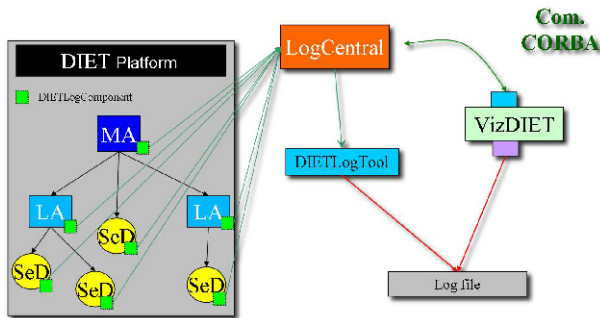 Com.
CORBA
LogCentral
DIET Platform
DIETLogComponent
VizDIET
MA
DIETLogTool
LA
SeD
LA
SeD
SeD
SeD
Log file